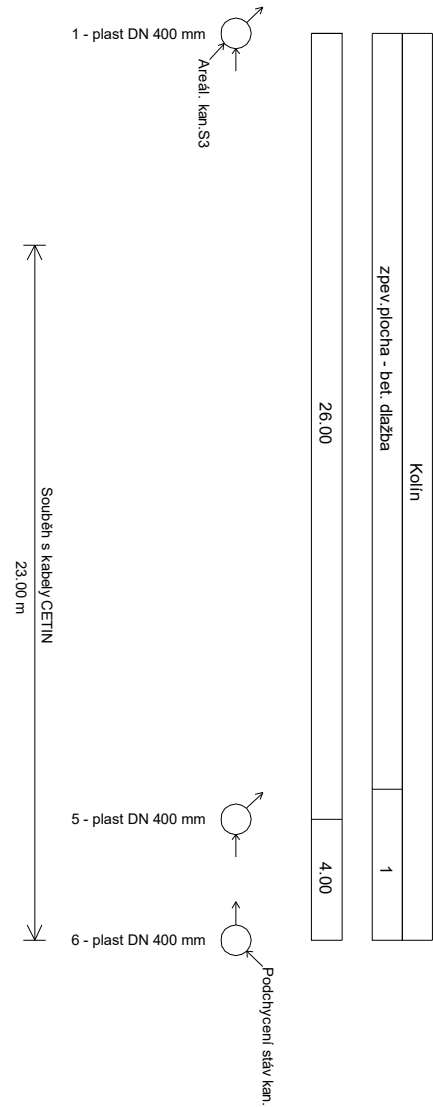 1 - plast DN 400 mm
Areál. kan.S3
Kolín
zpev.plocha - bet. dlažba
26.00
Souběh s kabely CETIN
23.00 m
5 - plast DN 400 mm
4.00
1
6 - plast DN 400 mm
Podchycení stáv kan.